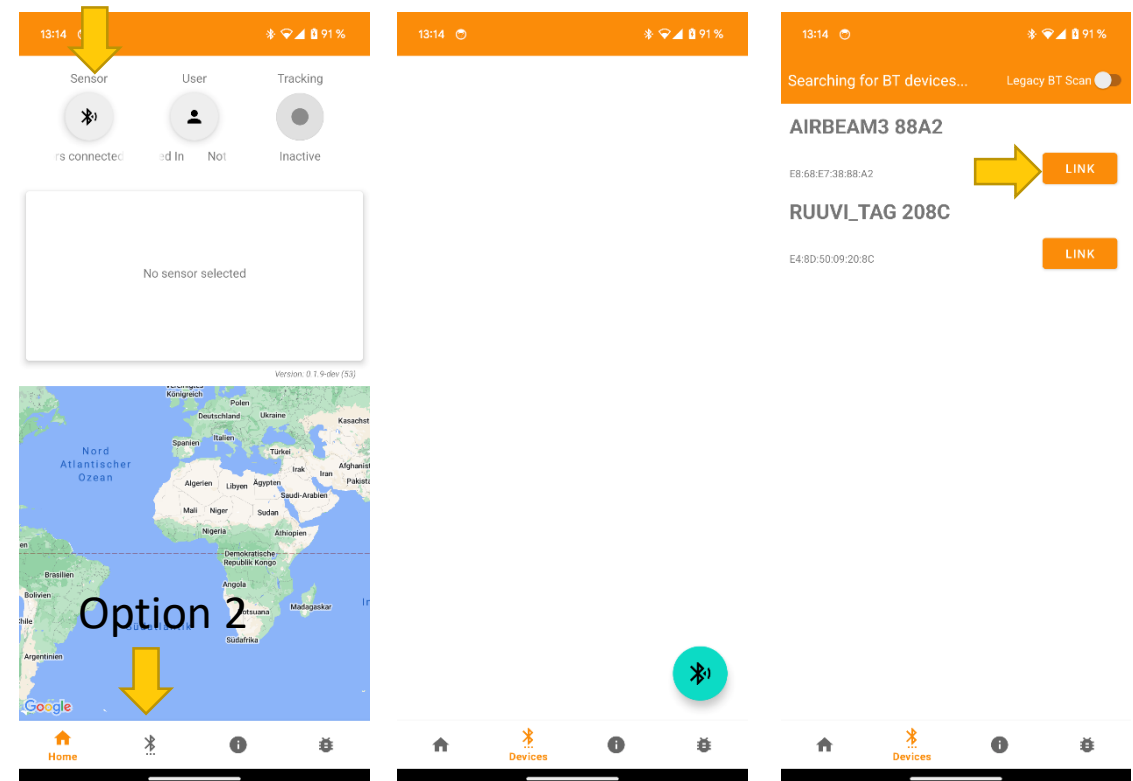 13:14
91 %
Sensor
User
Tracking
rs connected
ed In
Not
Inactive
No sensor selected
Version: 0.1.9-dev (53)
Königreich
Polen
Deutschland
Ukraine
Kasachst
Spanien
Italien
Türkei
Nord
Atlantischer
Ozean
Irak
Iran
Afghanist
Pakista
Algerien
Libyen
Ägypten
Saudi-Arabien
Mali
Niger
Sudan
Nigeria
Äthiopien
en
Demokratische
Republik Kongo
Brasilien
Angola
Bolivien
Option 2
Madagaskar
In
Südafrika
Argentinien
Google
Home
13:14
91 %
Devices
13:14
91 %
Searching for BT devices...
Legacy BT Scan
AIRBEAM3 88A2
E8:68:E7:38:88:A2
LINK
RUUVI_TAG 208C
E4:8D:50:09:20:8C
LINK
Devices